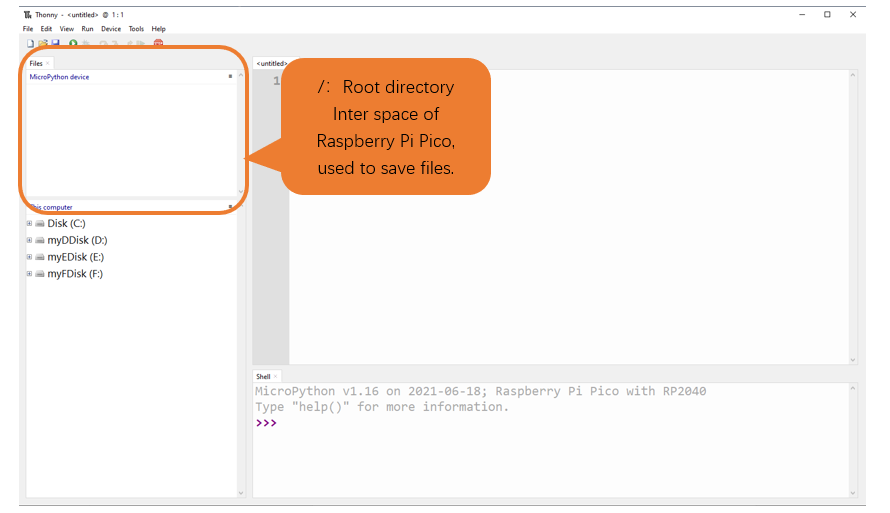 Thonny - <untitled> @ 1:1
File Edit View Run Device Tools Help
Files
MicroPython device
This computer
Disk (C:)
myDDisk (D:)
myEDisk (E:)
myFDisk (F:)
<untitled>
1
/: Root directory
Inter space of
Raspberry Pi Pico,
used to save files.
Shell
MicroPython v1.16 on 2021-06-18; Raspberry Pi Pico with RP2040
Type "help()" for more information.
>>>